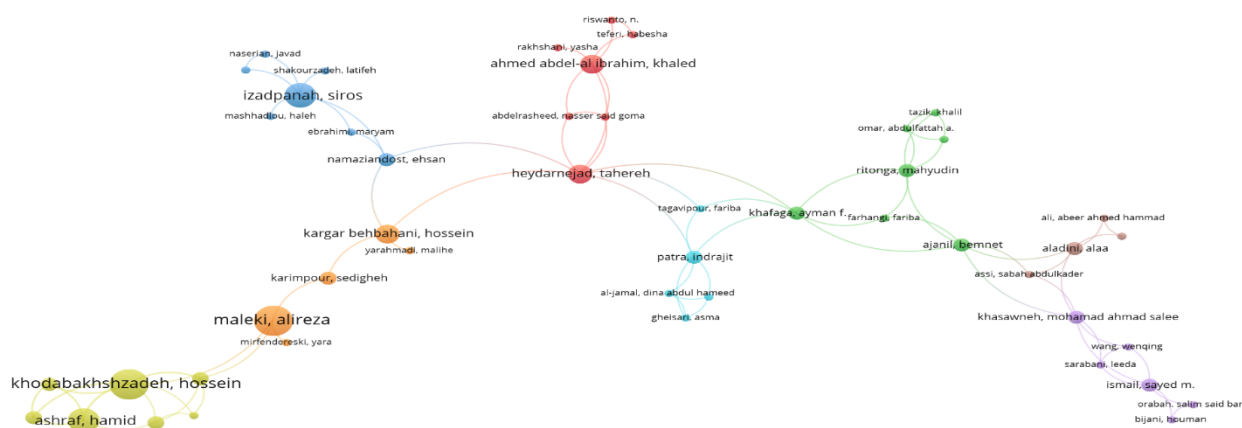 riswanto, n.
teferi, habesha
rakhshani, yasha
ahmed abdel-al ibrahim, khaled
naserian, javad
shakourzadeh, latifeh
izadpanah, siros
mashhadlou, haleh
ebrahimi, maryam
namaziandost, ehsan
abdelrasheed, nasser said goma
heydarnejad, tahereh
tazik, khalil
omar, abdulfattah a.
ritonga, mahyudin
tagavipour, fariba
khafaga, ayman f.
farhangi, fariba
ali, abeer ahmed hammad
ajanil, bemnet
aladini, alaa
kargar behbahani, hossein
yarahmadi, malihe
patra, indrajit
assi, sabah abdulkader
karimpour, sedigheh
al-jamal, dina abdul hameed
gheisari, asma
maleki, alireza
mirfendereski, yara
khasawneh, mohamad ahmad salee
wang, wenqing
sarabani, leeda
ismail, sayed m.
orabah, salim said bar
bijani, houman
khodabakhshzadeh, hossein
ashraf, hamid